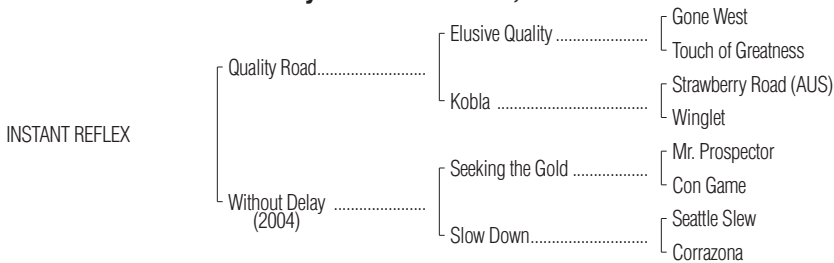 Gone West
Elusive Quality .....................
Touch of Greatness
Quality Road...........................
Strawberry Road (AUS)
Kobla ..................................
Winglet
INSTANT REFLEX
Mr. Prospector
Seeking the Gold .................
Con Game
Without Delay ......................
(2004)
Seattle Slew
Slow Down..........................
Corrazona